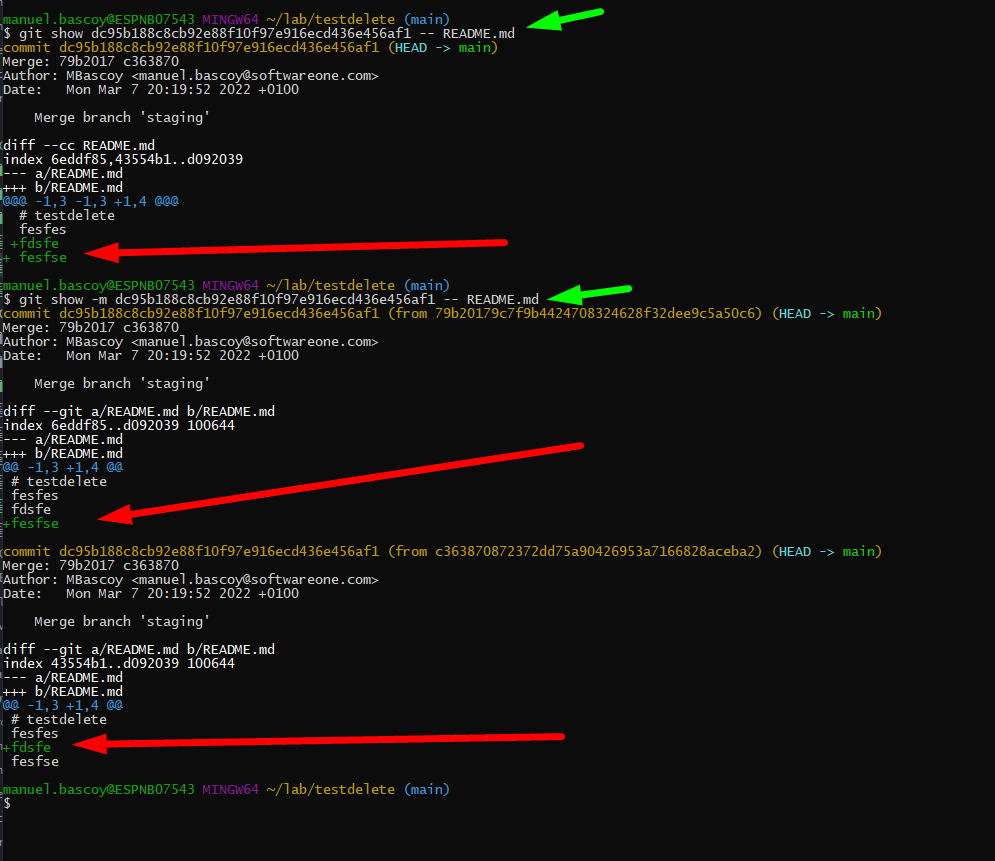 manuel.bascoy@ESPNB07543 MINGW64 ~/lab/testdelete (main)
$ git show dc95b188c8cb92e88f10f97e916ecd436e456af1 -- README.md
commit dc95b188c8cb92e88f10f97e916ecd436e456af1 (HEAD -> main)
Merge: 79b2017 c363870
Author: MBascoy <manuel.bascoy@softwareone.com>
Date:   Mon Mar 7 20:19:52 2022 +0100

    Merge branch 'staging'

diff --cc README.md
index 6eddf85,43554b1..d092039
--- a/README.md
+++ b/README.md
@@@ -1,3 -1,3 +1,4 @@@
  # testdelete
  fesfes
 +fdsfe
+ fesfse

manuel.bascoy@ESPNB07543 MINGW64 ~/lab/testdelete (main)
$ git show -m dc95b188c8cb92e88f10f97e916ecd436e456af1 -- README.md
commit dc95b188c8cb92e88f10f97e916ecd436e456af1 (from 79b20179c7f9b4424708324628f32dee9c5a50c6) (HEAD -> main)
Merge: 79b2017 c363870
Author: MBascoy <manuel.bascoy@softwareone.com>
Date:   Mon Mar 7 20:19:52 2022 +0100

    Merge branch 'staging'

diff --git a/README.md b/README.md
index 6eddf85..d092039 100644
--- a/README.md
+++ b/README.md
@@ -1,3 +1,4 @@
 # testdelete
 fesfes
 fdsfe
+fesfse

commit dc95b188c8cb92e88f10f97e916ecd436e456af1 (from c363870872372dd75a90426953a7166828aceba2) (HEAD -> main)
Merge: 79b2017 c363870
Author: MBascoy <manuel.bascoy@softwareone.com>
Date:   Mon Mar 7 20:19:52 2022 +0100

    Merge branch 'staging'

diff --git a/README.md b/README.md
index 43554b1..d092039 100644
--- a/README.md
+++ b/README.md
@@ -1,3 +1,4 @@
 # testdelete
 fesfes
+fdsfe
 fesfse

manuel.bascoy@ESPNB07543 MINGW64 ~/lab/testdelete (main)
$